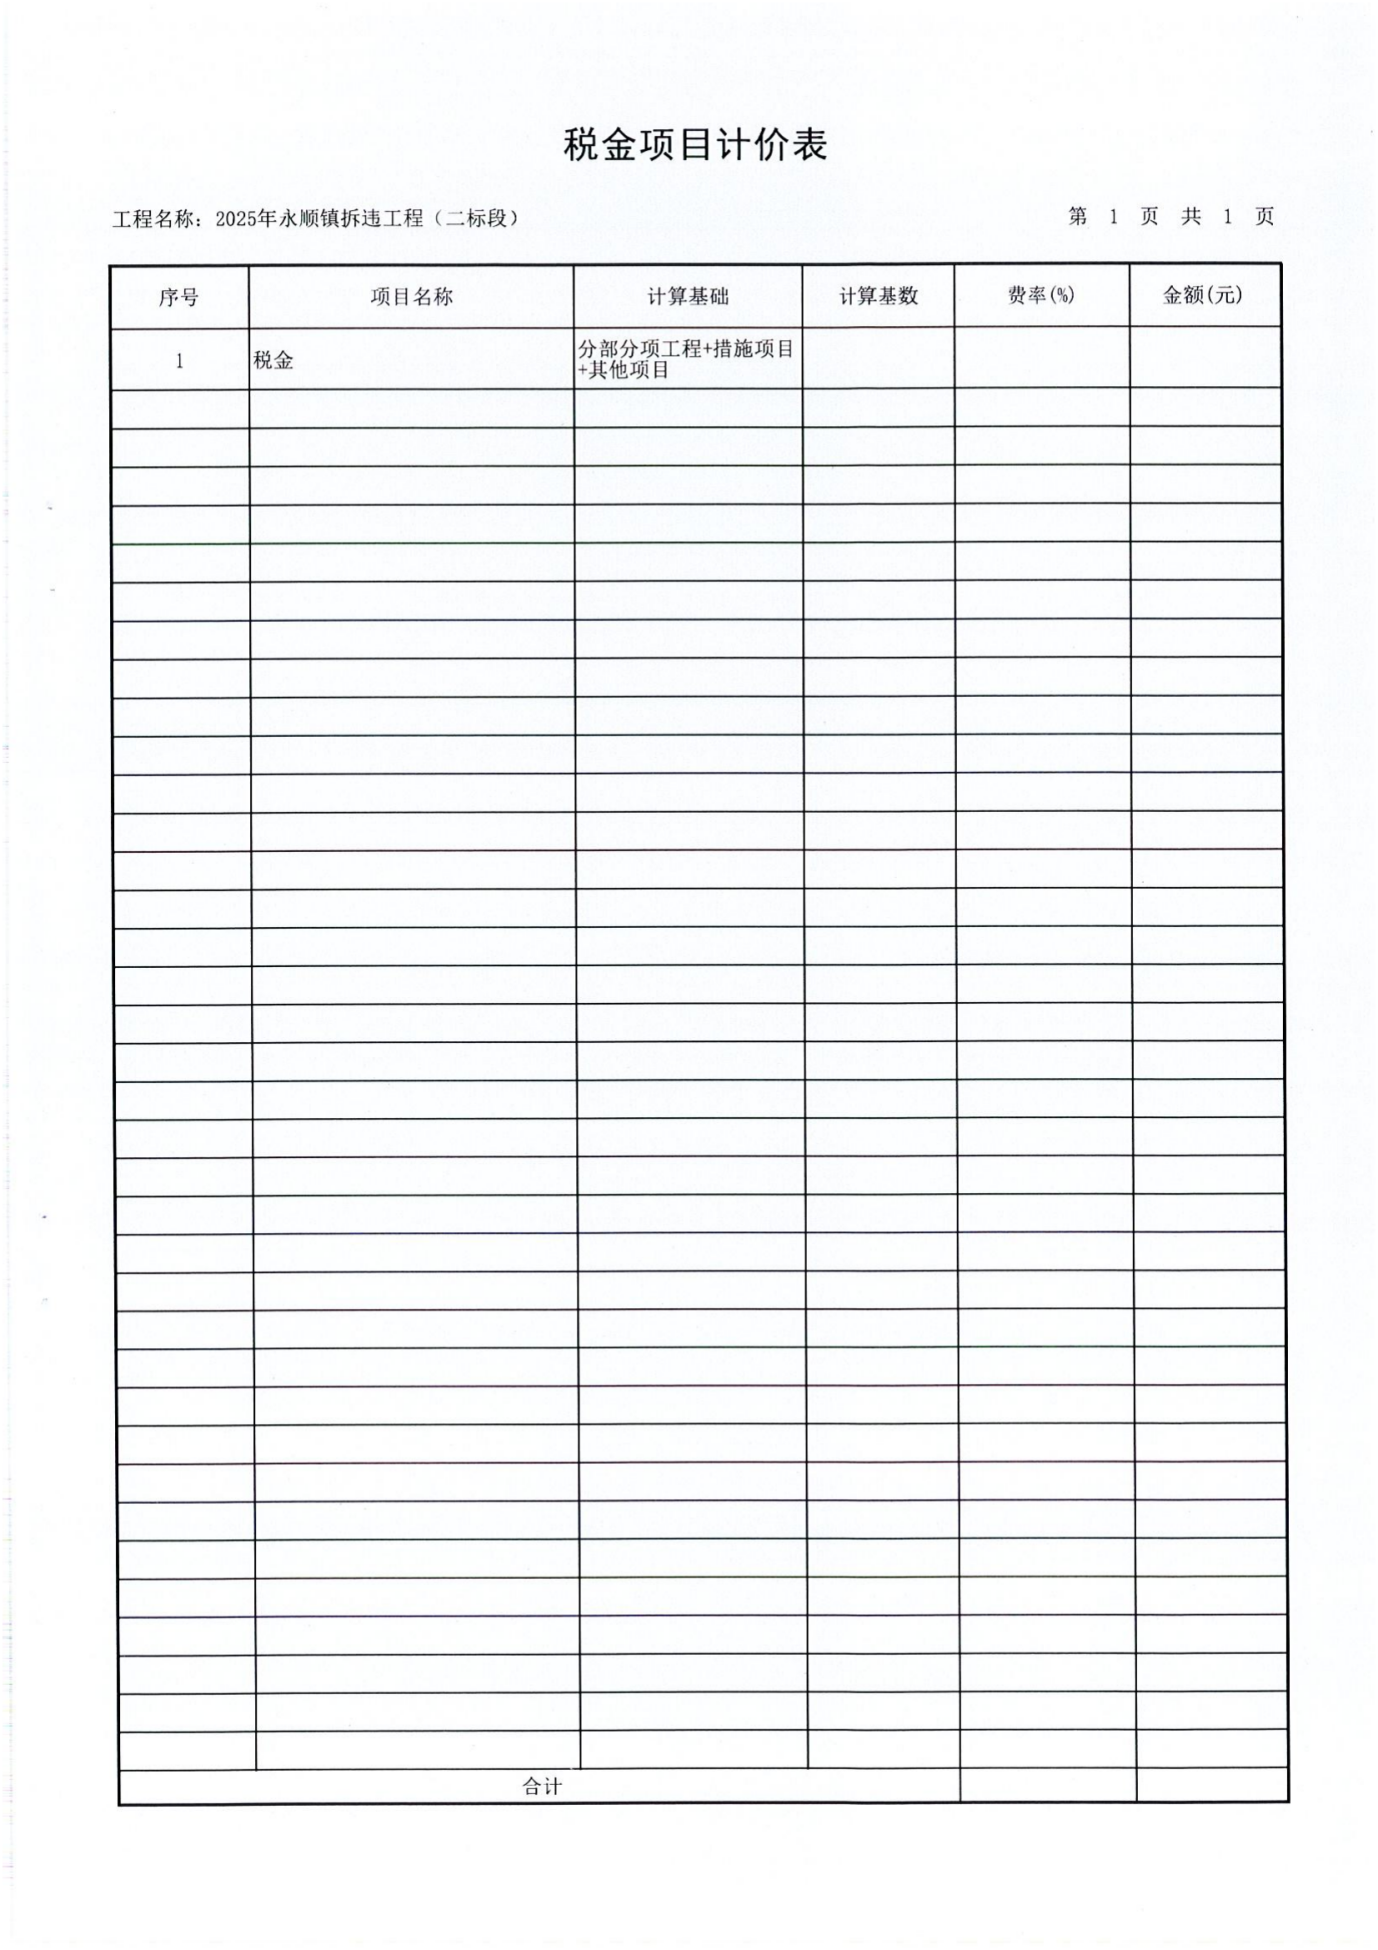 税金项目计价表
工程名称：2025年永顺镇拆违工程（二标段） 第 1 页 共 1 页
序号 项目名称 计算基础 计算基数 费率(%) 金额(元)
1 税金 分部分项工程+措施项目
+其他项目
合计